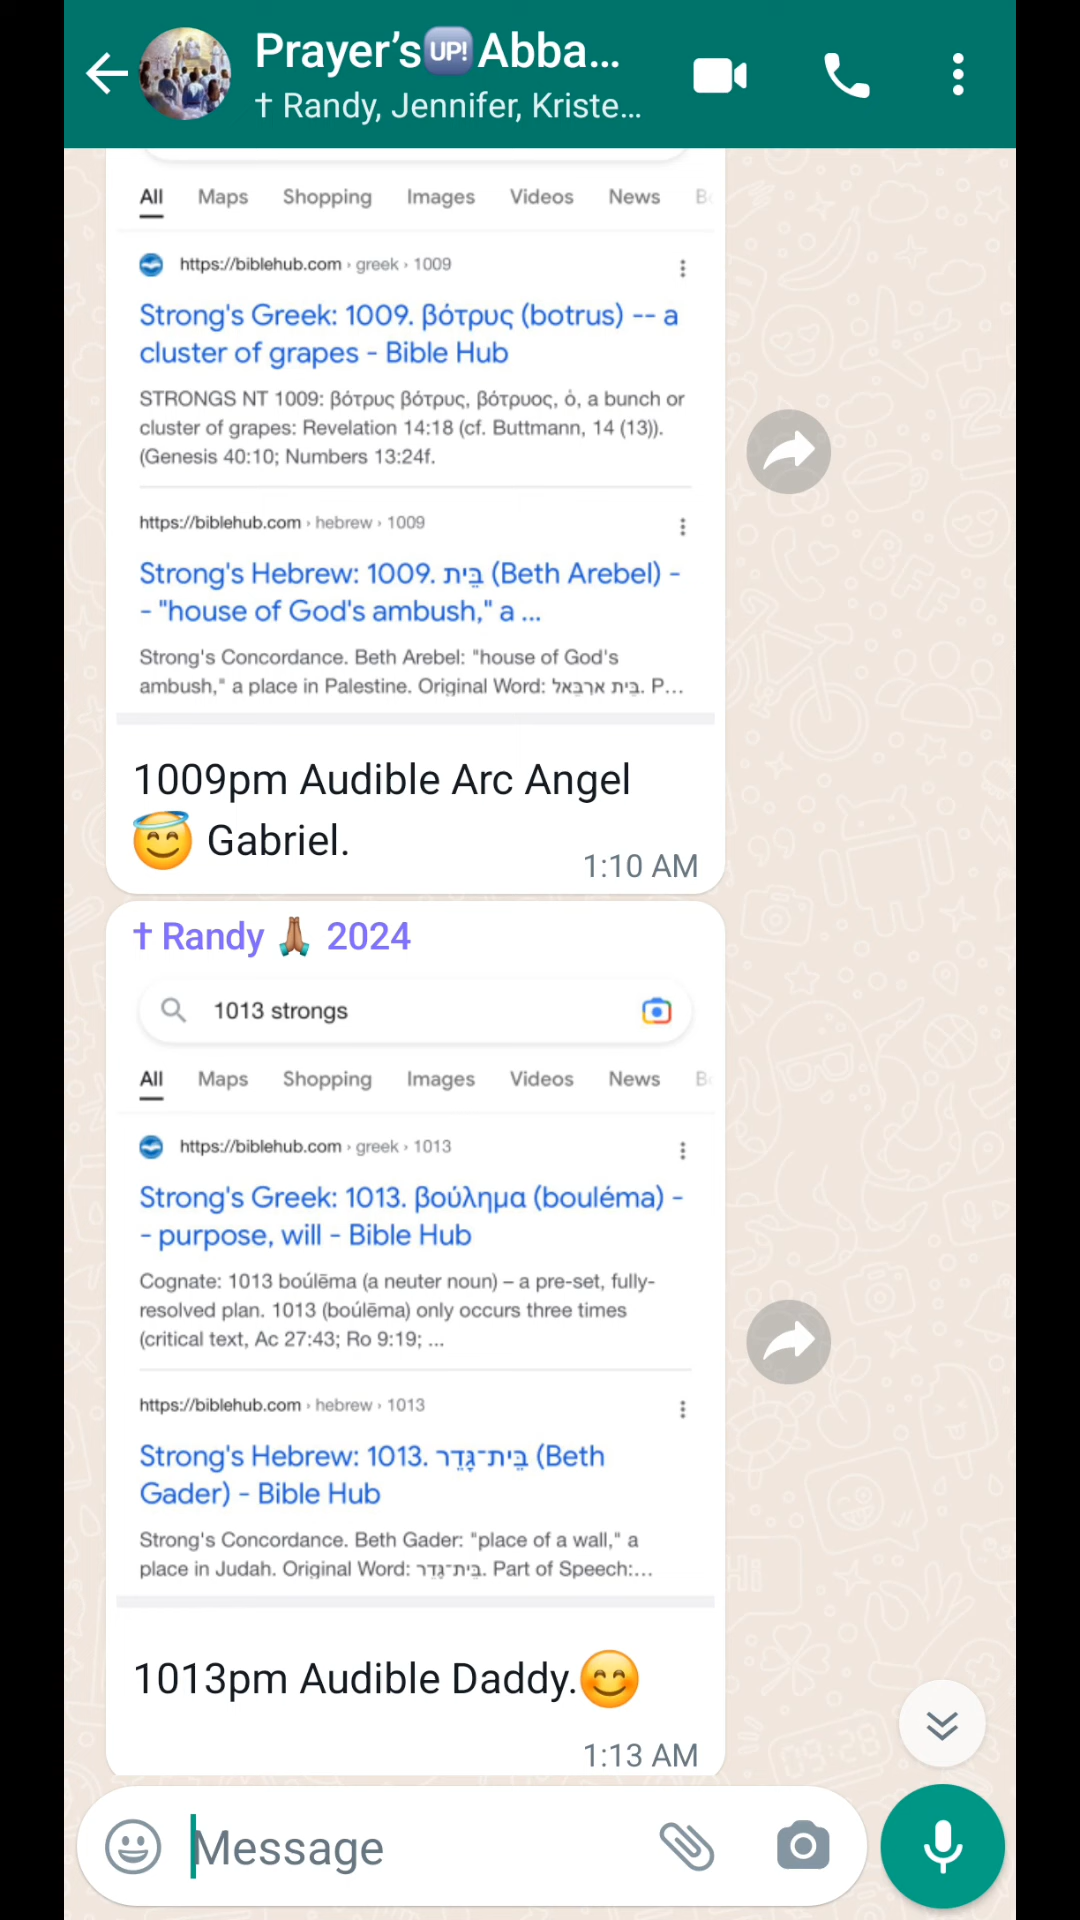 Prayer’s🆙Abba...
† Randy, Jennifer, Kriste...
All Maps Shopping Images Videos News
https://biblehub.com › greek › 1009
Strong's Greek: 1009. βότρυς (botrus) -- a
cluster of grapes - Bible Hub
STRONGS NT 1009: βότρυς βότρυς, βότρυος, ὁ, a bunch or
cluster of grapes: Revelation 14:18 (cf. Buttmann, 14 (13)).
(Genesis 40:10; Numbers 13:24f.
https://biblehub.com › hebrew › 1009
Strong's Hebrew: 1009. בֵּית (Beth Arebel) -
- "house of God's ambush," a ...
Strong's Concordance. Beth Arebel: "house of God's
ambush," a place in Palestine. Original Word: בֵּית ארבֵאל. P...
1009pm Audible Arc Angel
😇 Gabriel.
1:10 AM
† Randy 🙏🏽 2024
1013 strongs
All Maps Shopping Images Videos News
https://biblehub.com › greek › 1013
Strong's Greek: 1013. βούλημα (bouléma) -
- purpose, will - Bible Hub
Cognate: 1013 boúlēma (a neuter noun) – a pre-set, fully-
resolved plan. 1013 (boúlēma) only occurs three times
(critical text, Ac 27:43; Ro 9:19; ...
https://biblehub.com › hebrew › 1013
Strong's Hebrew: 1013. בֵּית־גָּדֵר (Beth
Gader) - Bible Hub
Strong's Concordance. Beth Gader: "place of a wall," a
place in Judah. Original Word: בֵּית־גָּדֵר. Part of Speech:...
1013pm Audible Daddy.😊
1:13 AM
Message